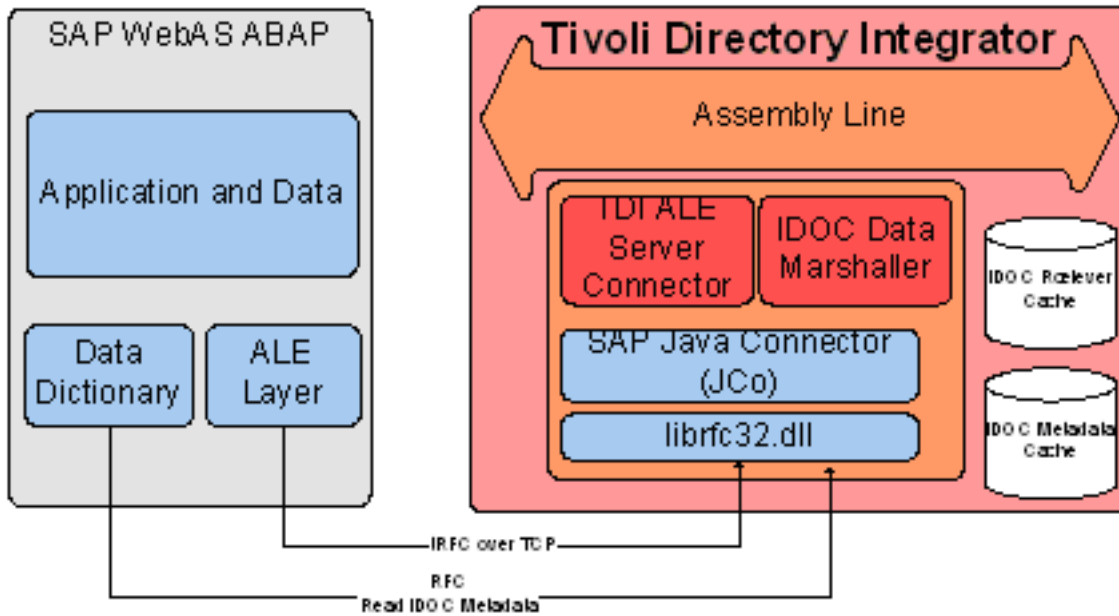 SAP WebAS ABAP
Application and Data
Data
Dictionary
ALE
Layer
Tivoli Directory Integrator
Assembly Line
TDI ALE
Server
Connector
IDOC Data
Marshaller
SAP Java Connector
(JCo)
librfc32.dll
IDOC
Cache
IDOC Metadata
Cache
tRFC over TCP
RFC
Read IDOC Metadata